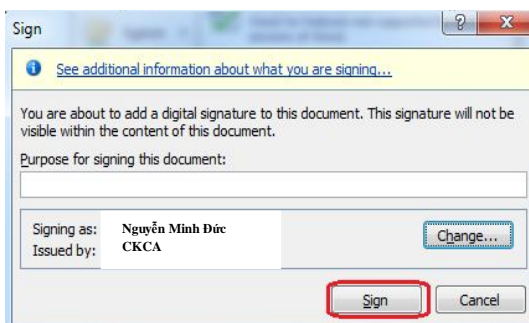 Sign
See additional information about what you are signing...
You are about to add a digital signature to this document. This signature will not be
visible within the content of this document.
Purpose for signing this document:
Signing as: Nguyễn Minh Đức
Issued by: CKCA
Change...
Sign Cancel